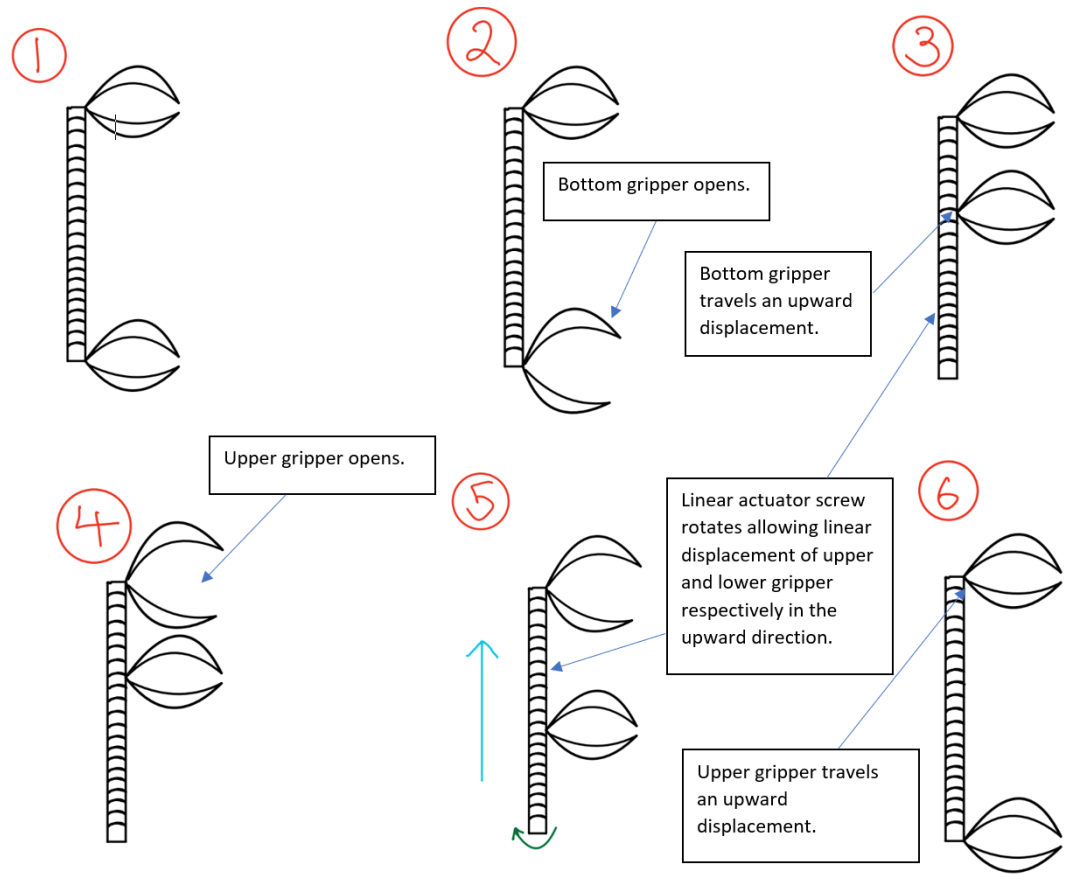 1
2
3
Bottom gripper opens.
Bottom gripper
travels an upward
displacement.
Upper gripper opens.
4
5
6
Linear actuator screw
rotates allowing linear
displacement of upper
and lower gripper
respectively in the
upward direction.
Upper gripper travels
an upward
displacement.